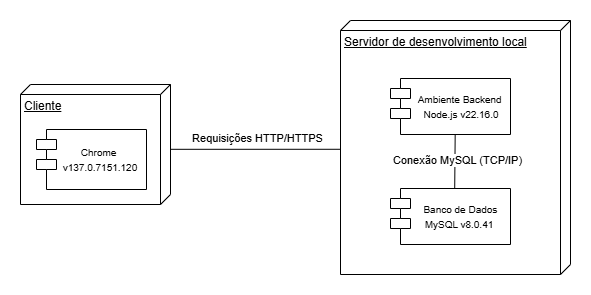 Cliente
Chrome
v137.0.7151.120
Requisições HTTP/HTTPS
Servidor de desenvolvimento local
Ambiente Backend
Node.js v22.16.0
Conexão MySQL (TCP/IP)
Banco de Dados
MySQL v8.0.41